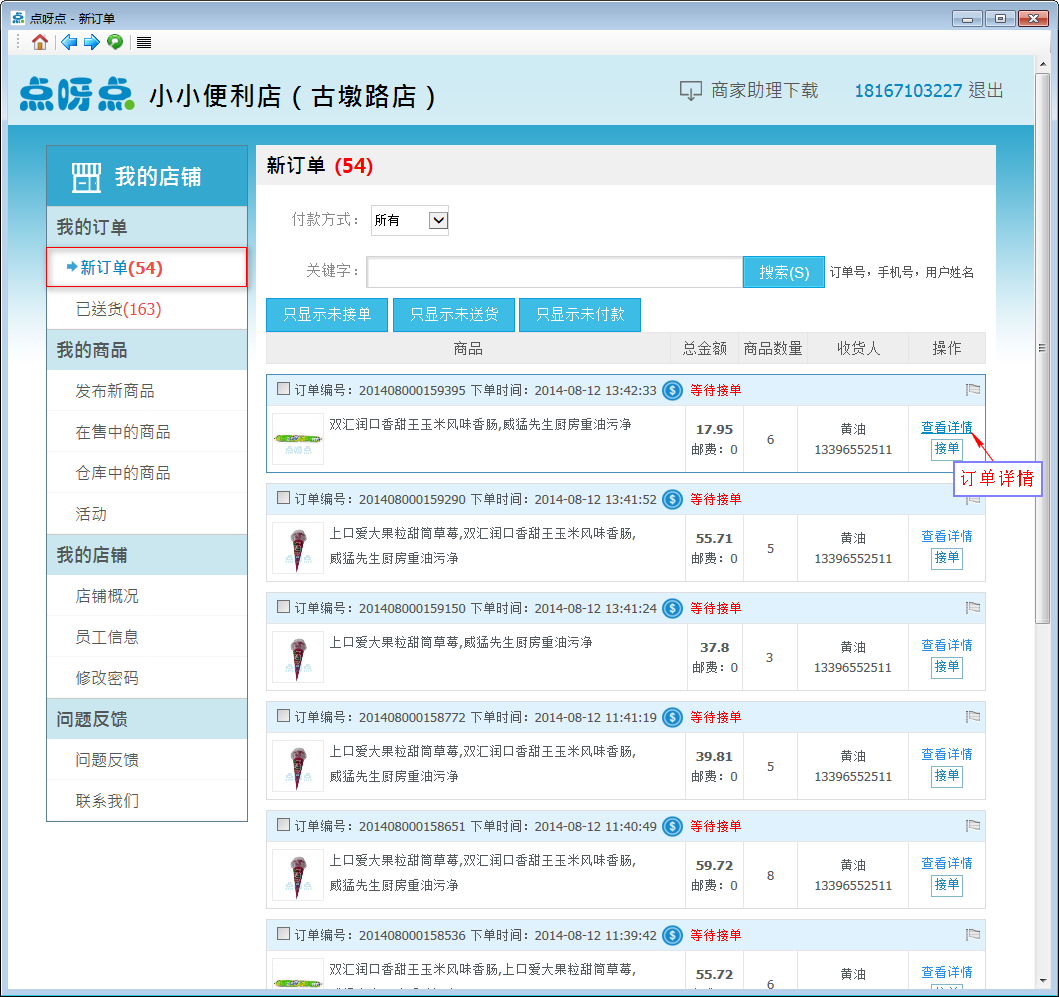 点呀点 - 新订单
点呀点 小小便利店（古墩路店）
商家助理下载 18167103227 退出
我的店铺
我的订单
新订单(54)
已送货(163)
我的商品
发布新商品
在售中的商品
仓库中的商品
活动
我的店铺
店铺概况
员工信息
修改密码
问题反馈
问题反馈
联系我们
新订单 (54)
付款方式： 所有
关键字： 搜索(S) 订单号，手机号，用户姓名
只显示未接单 只显示未送货 只显示未付款
商品 总金额 商品数量 收货人 操作
订单编号：201408000159395 下单时间：2014-08-12 13:42:33 $ 等待接单
双汇润口香甜王玉米风味香肠,威猛先生厨房重油污净
点呀点
17.95
邮费：0
6
黄油
13396552511
查看详情
接单
订单详情
订单编号：201408000159290 下单时间：2014-08-12 13:41:52 $ 等待接单
上口爱大果粒甜筒草莓,双汇润口香甜王玉米风味香肠,
威猛先生厨房重油污净
点呀点
55.71
邮费：0
5
黄油
13396552511
查看详情
接单
订单编号：201408000159150 下单时间：2014-08-12 13:41:24 $ 等待接单
上口爱大果粒甜筒草莓,威猛先生厨房重油污净
点呀点
37.8
邮费：0
3
黄油
13396552511
查看详情
接单
订单编号：201408000158772 下单时间：2014-08-12 11:41:19 $ 等待接单
上口爱大果粒甜筒草莓,双汇润口香甜王玉米风味香肠,
威猛先生厨房重油污净
点呀点
39.81
邮费：0
5
黄油
13396552511
查看详情
接单
订单编号：201408000158651 下单时间：2014-08-12 11:40:49 $ 等待接单
上口爱大果粒甜筒草莓,双汇润口香甜王玉米风味香肠,
威猛先生厨房重油污净
点呀点
59.72
邮费：0
8
黄油
13396552511
查看详情
接单
订单编号：201408000158536 下单时间：2014-08-12 11:39:42 $ 等待接单
双汇润口香甜王玉米风味香肠,上口爱大果粒甜筒草莓,
55.72
6
黄油
查看详情